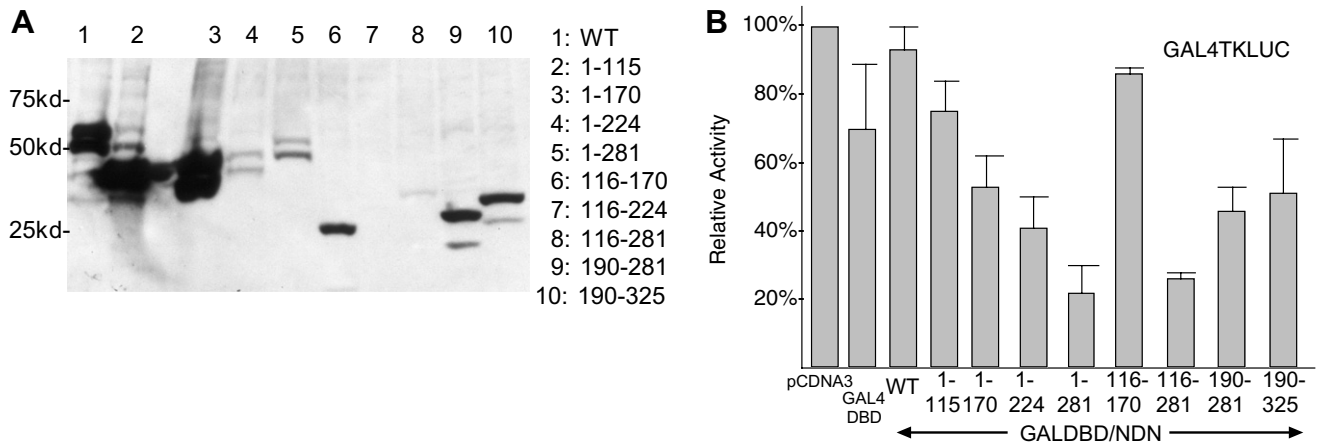 A
1 2 3 4 5 6 7 8 9 10
75kd-
50kd-
25kd-
1: WT
2: 1-115
3: 1-170
4: 1-224
5: 1-281
6: 116-170
7: 116-224
8: 116-281
9: 190-281
10: 190-325
B
GAL4TKLUC
Relative Activity
100%
80%
60%
40%
20%
pCDNA3
GAL4
DBD
WT
1-
115
1-
170
1-
224
1-
281
116-
170
116-
281
190-
281
190-
325
GALDBD/NDN